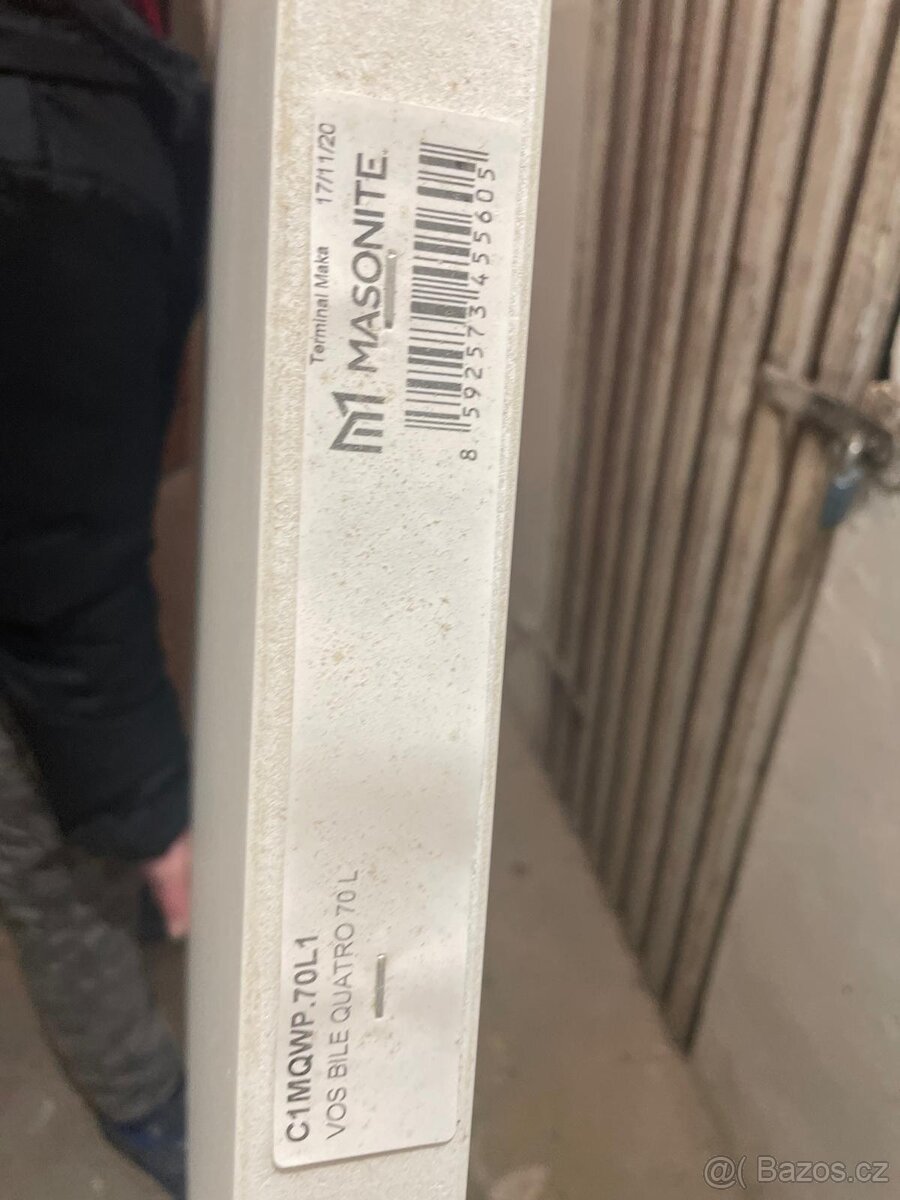 C1MQWP.70L1
VOS BILE QUATRO 70 L
Terminal Maka 17/11/20
MASONITE
8 592573 455605
@( Bazos.cz